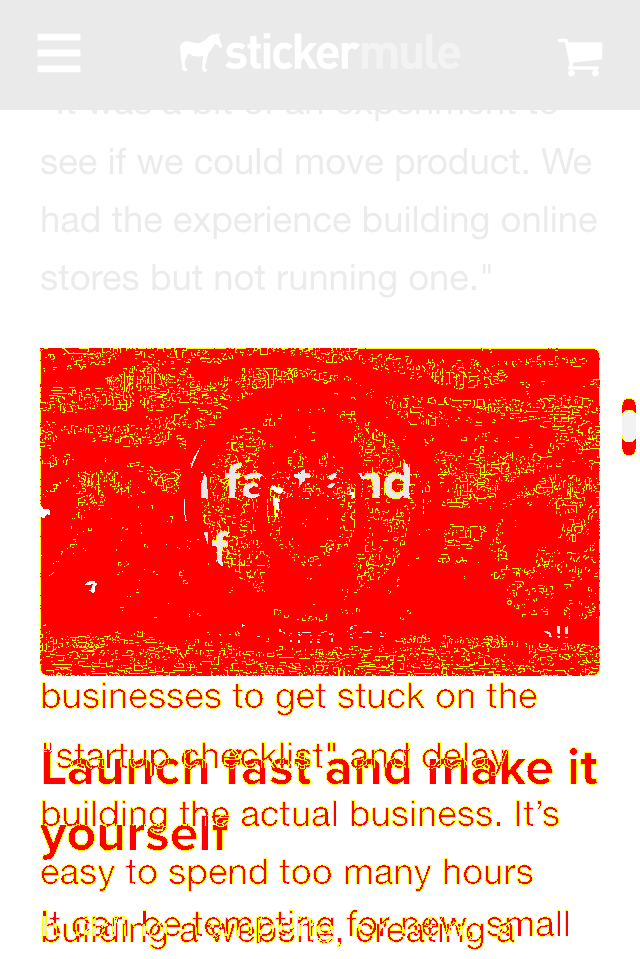 stickermule
"It was a bit of an experiment to
see if we could move product. We
had the experience building online
stores but not running one."
fast and
lf
businesses to get stuck on the
"startup checklist" and delay
Launch fast and make it
building the actual business. It’s
yourself
easy to spend too many hours
It can be tempting for new, small
building a website, creating a